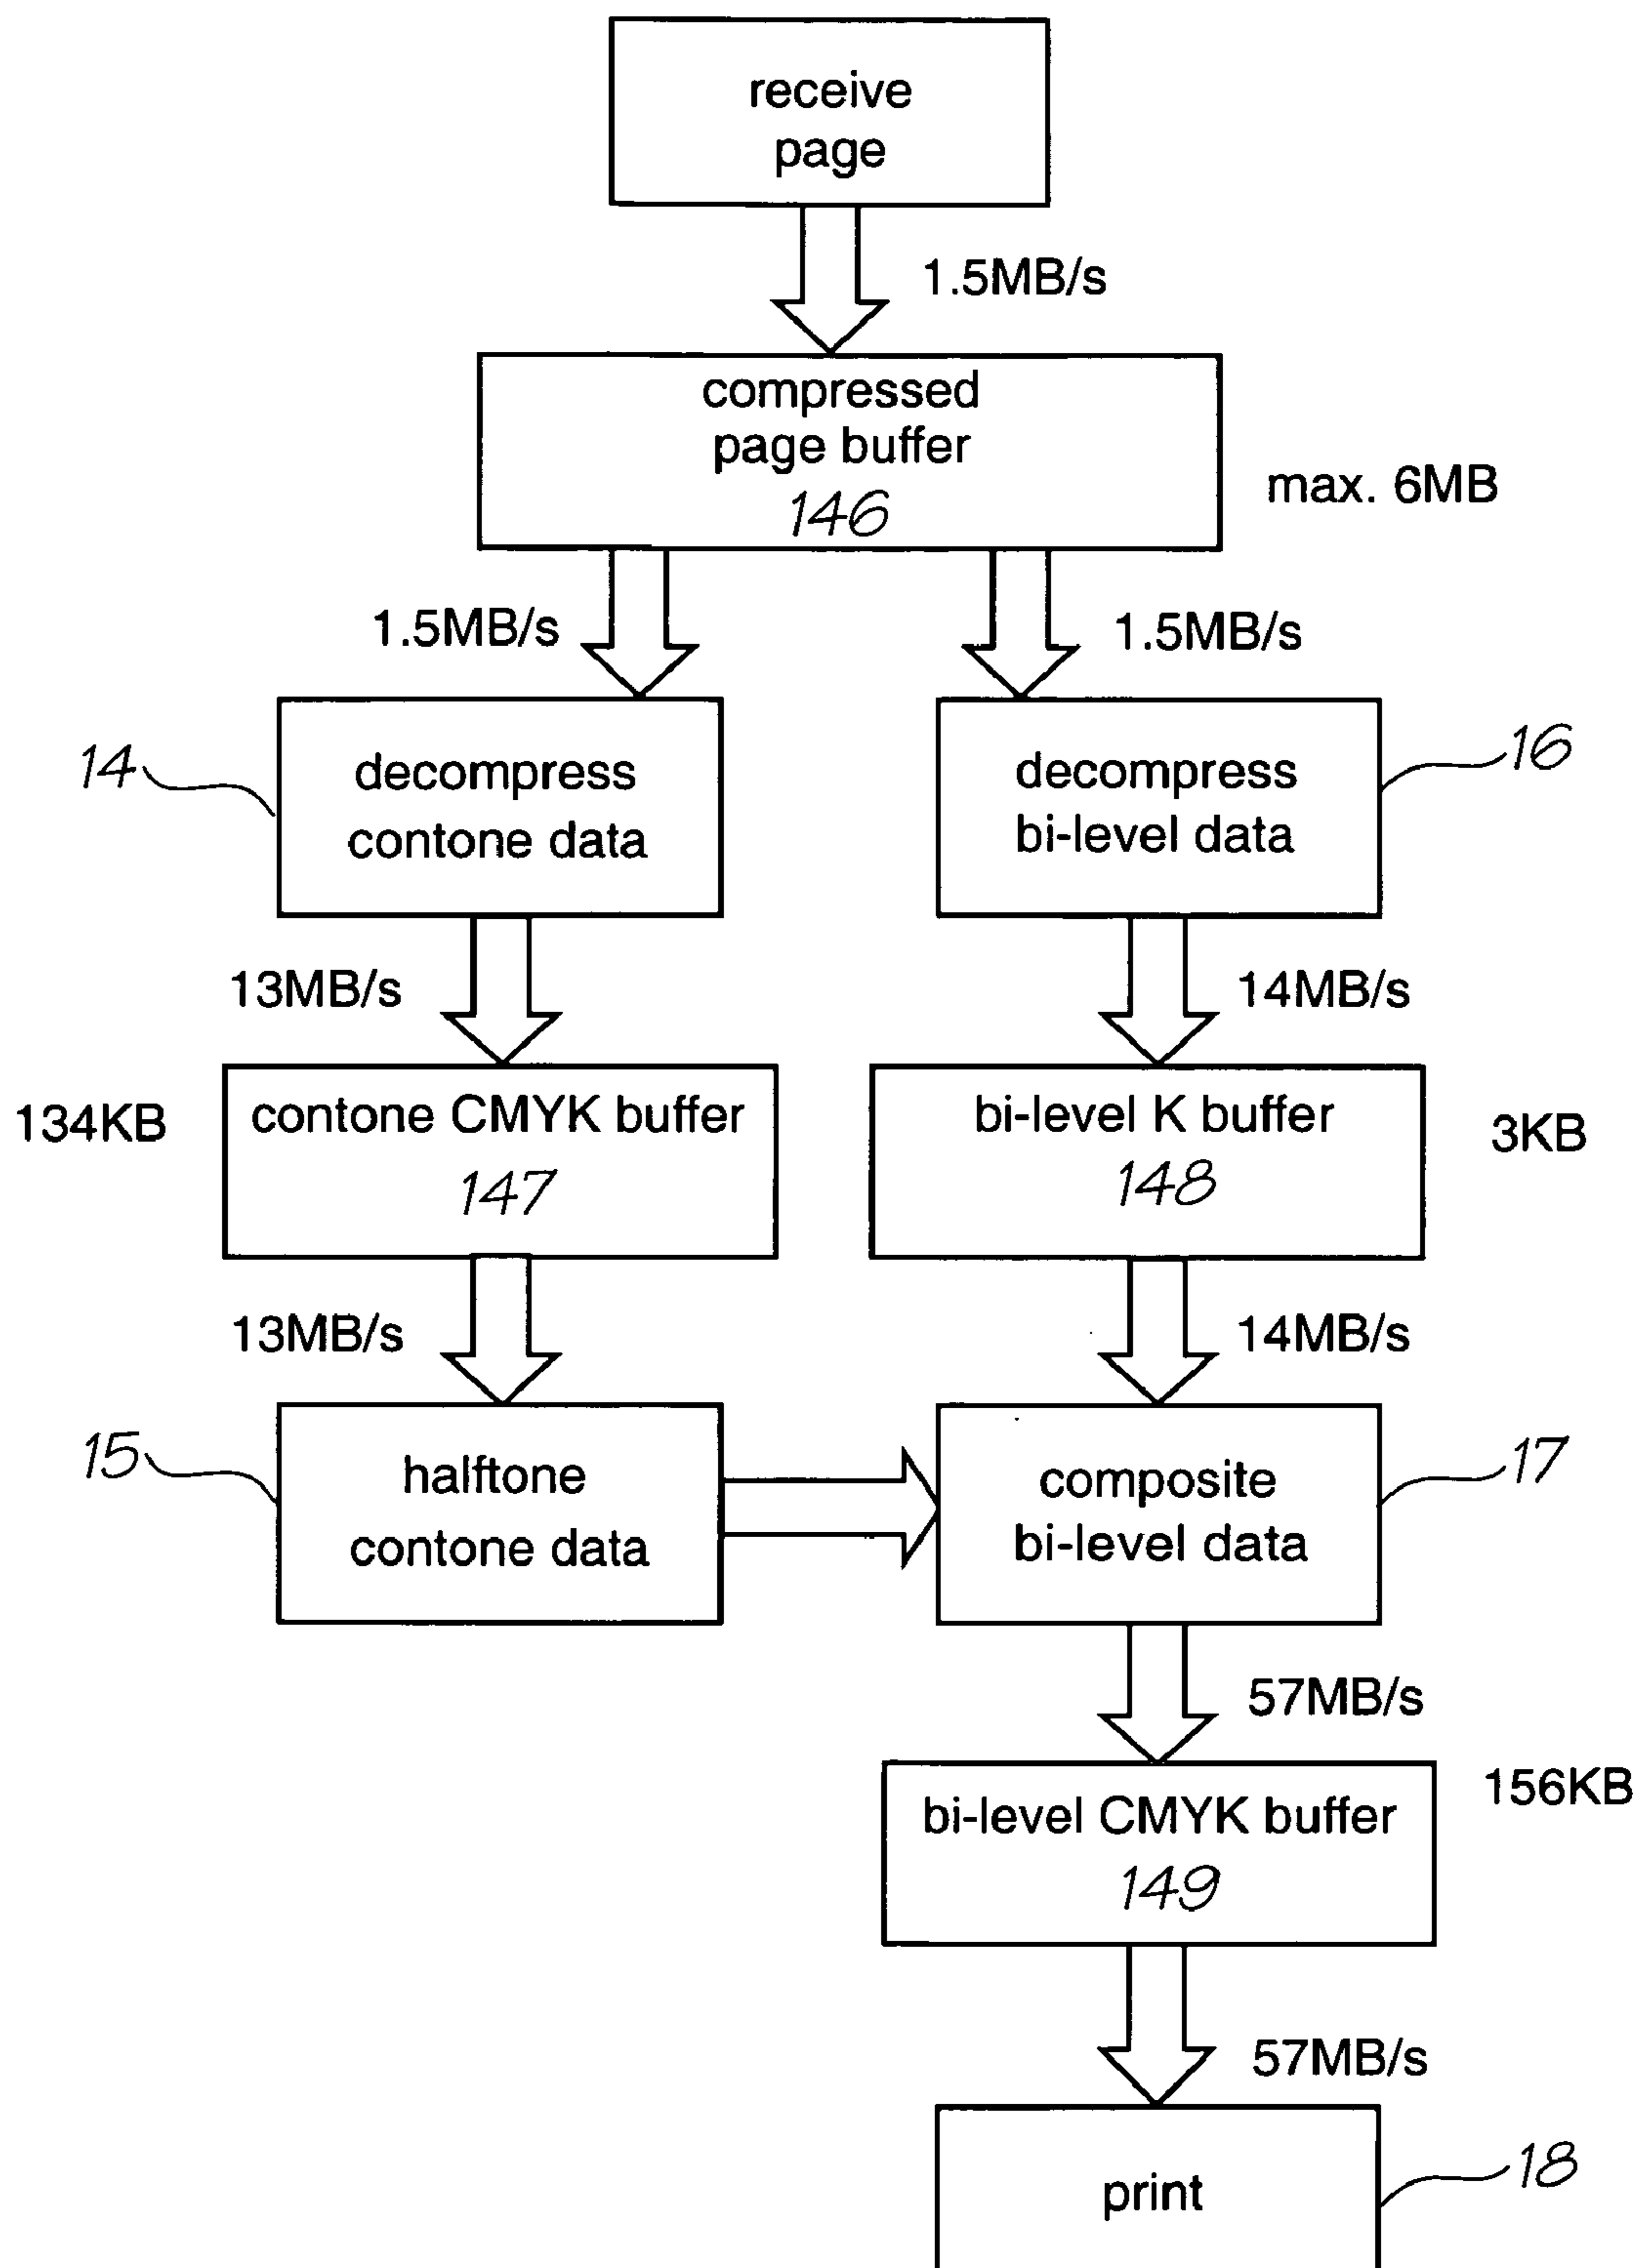 receive
page
1.5MB/s
compressed
page buffer
146
max. 6MB
1.5MB/s
1.5MB/s
14
decompress
contone data
decompress
bi-level data
16
13MB/s
14MB/s
134KB
contone CMYK buffer
147
bi-level K buffer
148
3KB
13MB/s
14MB/s
15
halftone
contone data
composite
bi-level data
17
57MB/s
bi-level CMYK buffer
149
156KB
57MB/s
print
18